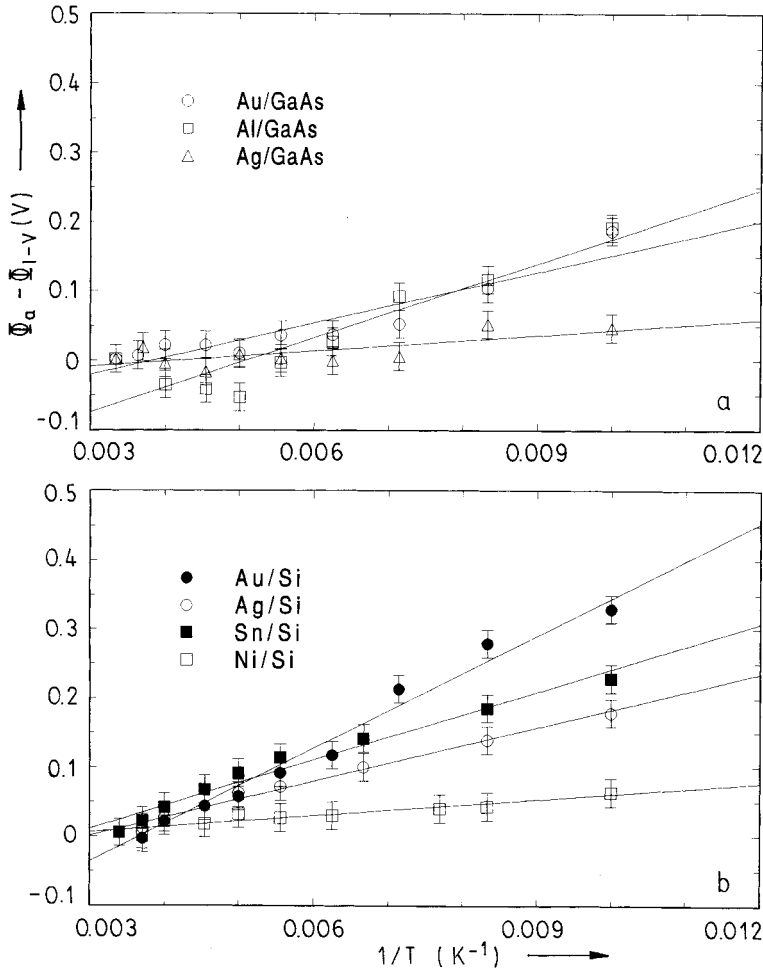 0.5
0.4
0.3
0.2
0.1
0
-0.1
Φa - ΦI-V (V)
Au/GaAs
Al/GaAs
Ag/GaAs
a
0.003
0.006
0.009
0.012
0.5
0.4
0.3
0.2
0.1
0
-0.1
Au/Si
Ag/Si
Sn/Si
Ni/Si
b
0.003
0.006
0.009
0.012
1/T (K⁻¹)